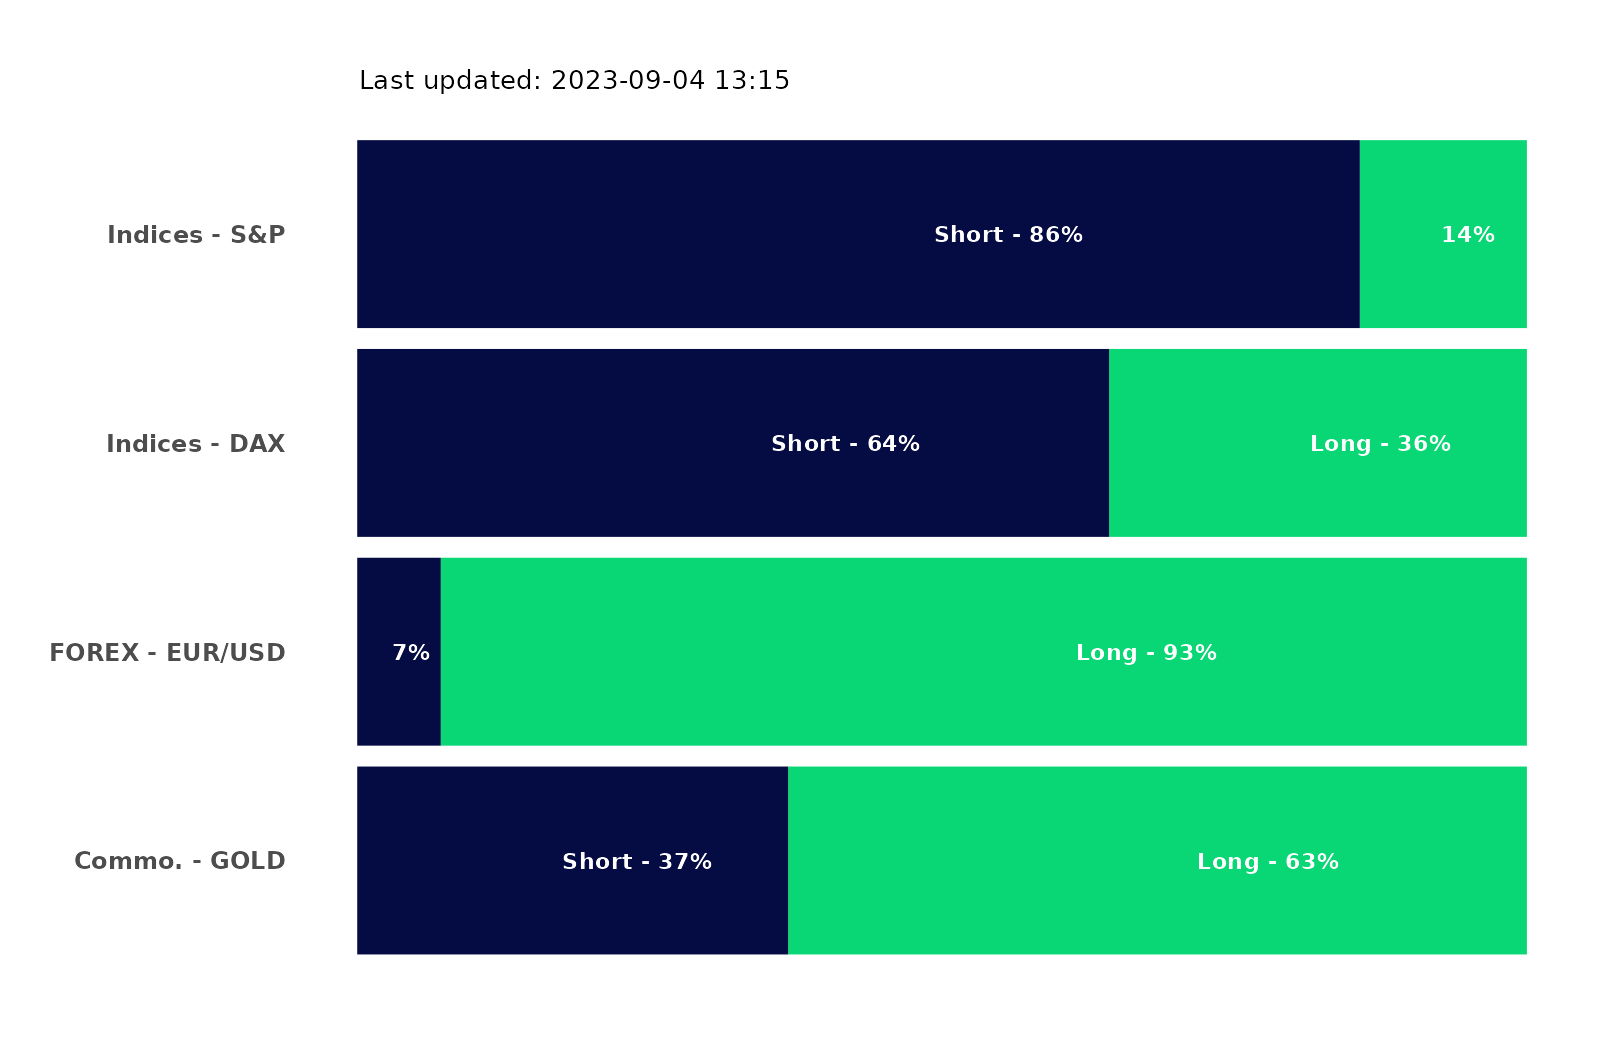 Last updated: 2023-09-04 13:15
Indices - S&P
Short - 86%
14%
Indices - DAX
Short - 64%
Long - 36%
FOREX - EUR/USD
7%
Long - 93%
Commo. - GOLD
Short - 37%
Long - 63%